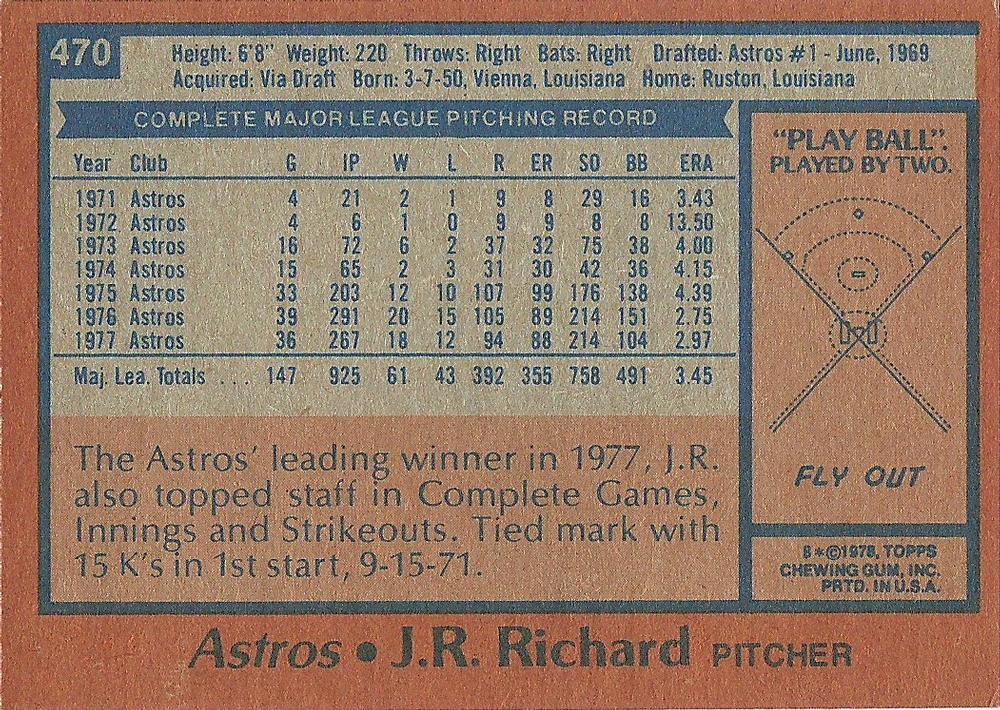 470
Height: 6'8" Weight: 220 Throws: Right Bats: Right Drafted: Astros #1 - June, 1969
Acquired: Via Draft Born: 3-7-50, Vienna, Louisiana Home: Ruston, Louisiana
COMPLETE MAJOR LEAGUE PITCHING RECORD
Year Club G IP W L R ER SO BB ERA
1971 Astros 4 21 2 1 9 8 29 16 3.43
1972 Astros 4 6 1 0 9 9 8 8 13.50
1973 Astros 16 72 6 2 37 32 75 38 4.00
1974 Astros 15 65 2 3 31 30 42 36 4.15
1975 Astros 33 203 12 10 107 99 176 138 4.39
1976 Astros 39 291 20 15 105 89 214 151 2.75
1977 Astros 36 267 18 12 94 88 214 104 2.97
Maj. Lea. Totals ... 147 925 61 43 392 355 758 491 3.45
The Astros' leading winner in 1977, J.R.
also topped staff in Complete Games,
Innings and Strikeouts. Tied mark with
15 K's in 1st start, 9-15-71.
"PLAY BALL".
PLAYED BY TWO.
FLY OUT
B*©1978, TOPPS
CHEWING GUM, INC.
PRTD. IN U.S.A.
Astros • J.R. Richard PITCHER